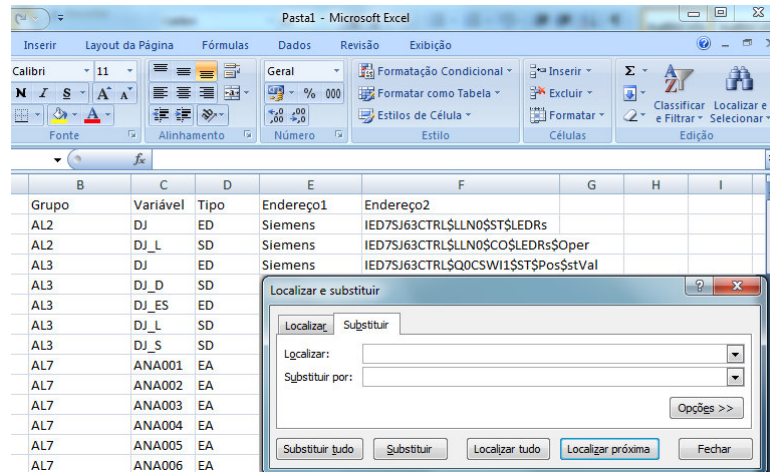 Pasta1 - Microsoft Excel
Inserir Layout da Página Fórmulas Dados Revisão Exibição
Calibri 11 Geral Formatação Condicional Inserir Σ
N I S A A % 000 Formatar como Tabela Excluir Classificar e Filtrar Localizar e Selecionar
A ,00 ,00 Estilos de Célula Formatar
Fonte Alinhamento Número Estilo Células Edição
fx
B C D E F G H I
Grupo Variável Tipo Endereço1 Endereço2
AL2 DJ ED Siemens IED7SJ63CTRL$LLN0$ST$LEDRs
AL2 DJ_L SD Siemens IED7SJ63CTRL$LLN0$CO$LEDRs$Oper
AL3 DJ ED Siemens IED7SJ63CTRL$Q0CSWI1$ST$Pos$stVal
AL3 DJ_D SD
AL3 DJ_ES ED
AL3 DJ_L SD
AL3 DJ_S SD
AL7 ANA001 EA
AL7 ANA002 EA
AL7 ANA003 EA
AL7 ANA004 EA
AL7 ANA005 EA
AL7 ANA006 EA
Localizar e substituir
Localizar Substituir
Localizar:
Substituir por:
Opções >>
Substituir tudo Substituir Localizar tudo Localizar próxima Fechar